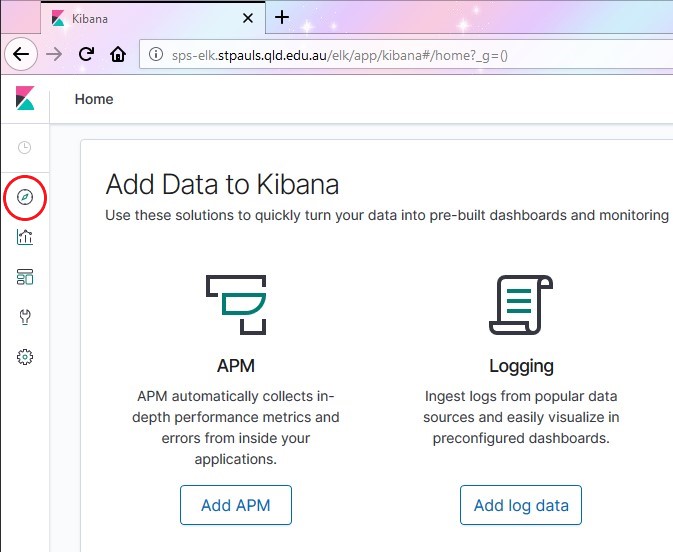 Kibana
sps-elk.stpauls.qld.edu.au/elk/app/kibana#/home?_g=()
Home
Add Data to Kibana
Use these solutions to quickly turn your data into pre-built dashboards and monitoring
APM
APM automatically collects in-
depth performance metrics and
errors from inside your
applications.
Add APM
Logging
Ingest logs from popular data
sources and easily visualize in
preconfigured dashboards.
Add log data